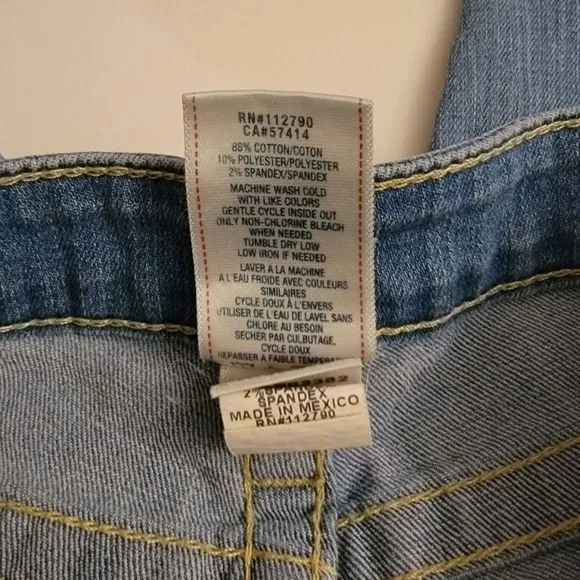 RN#112790
CA#57414
88% COTTON/COTON
10% POLYESTER/POLYESTER
2% SPANDEX/SPANDEX
MACHINE WASH COLD
WITH LIKE COLORS
GENTLE CYCLE INSIDE OUT
ONLY NON-CHLORINE BLEACH
WHEN NEEDED
TUMBLE DRY LOW
LOW IRON IF NEEDED
LAVER A LA MACHINE
A L'EAU FROIDE AVEC COULEURS
SIMILAIRES
CYCLE DOUX À L'ENVERS
UTILISER DE L'EAU DE LAVEL SANS
CHLORE AU BESOIN
SECHER PAR CULBUTAGE,
CYCLE DOUX
REPASSER A FAIBLE
2%
SPANDEX
MADE IN MEXICO
RN#112790